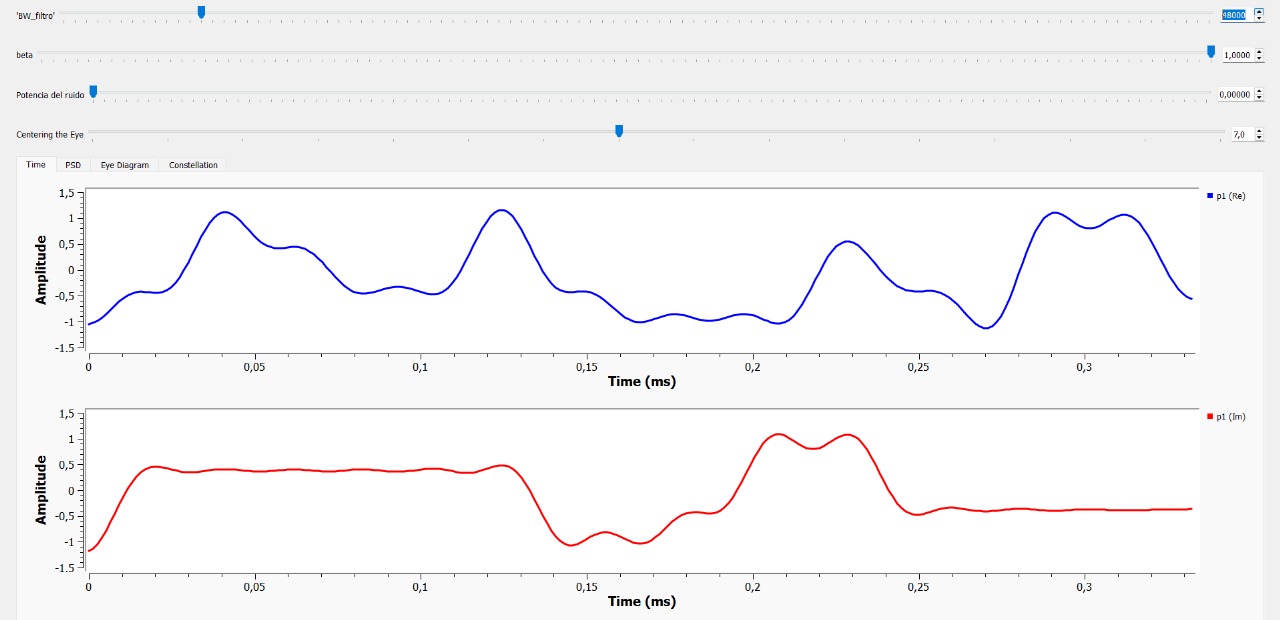 'BW_filtro' 48000
beta 1,0000
Potencia del ruido 0,00000
Centering the Eye 7,0
Time PSD Eye Diagram Constellation
1,5
1
0,5
0
-0,5
-1
-1.5
Amplitude
p1 (Re)
0 0,05 0,1 0,15 0,2 0,25 0,3
Time (ms)
1,5
1
0,5
0
-0,5
-1
-1.5
Amplitude
p1 (Im)
0 0,05 0,1 0,15 0,2 0,25 0,3
Time (ms)